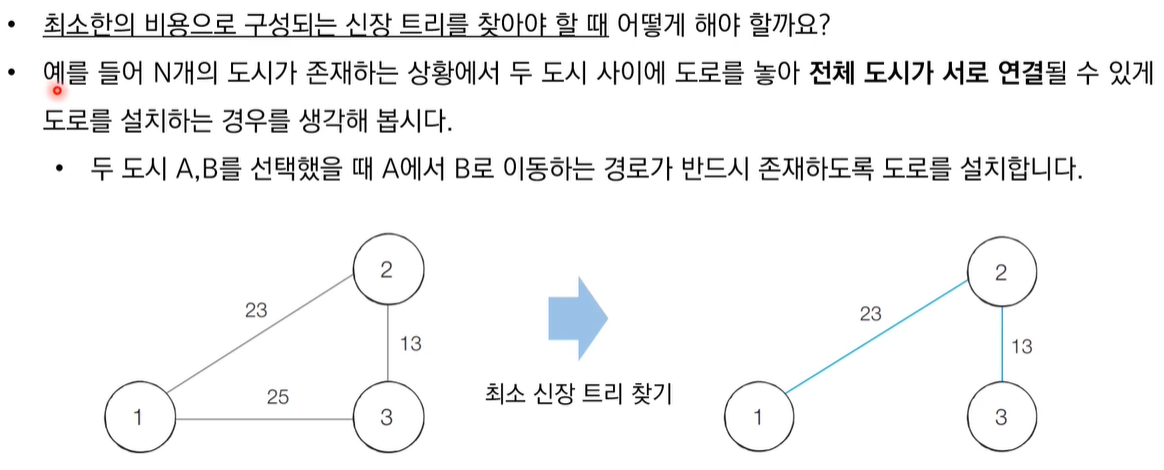 • 최소한의 비용으로 구성되는 신장 트리를 찾아야 할 때 어떻게 해야 할까요?
• 예를 들어 N개의 도시가 존재하는 상황에서 두 도시 사이에 도로를 놓아 전체 도시가 서로 연결될 수 있게
도로를 설치하는 경우를 생각해 봅시다.
• 두 도시 A,B를 선택했을 때 A에서 B로 이동하는 경로가 반드시 존재하도록 도로를 설치합니다.
2
23
13
25
1
3
최소 신장 트리 찾기
2
23
13
1
3